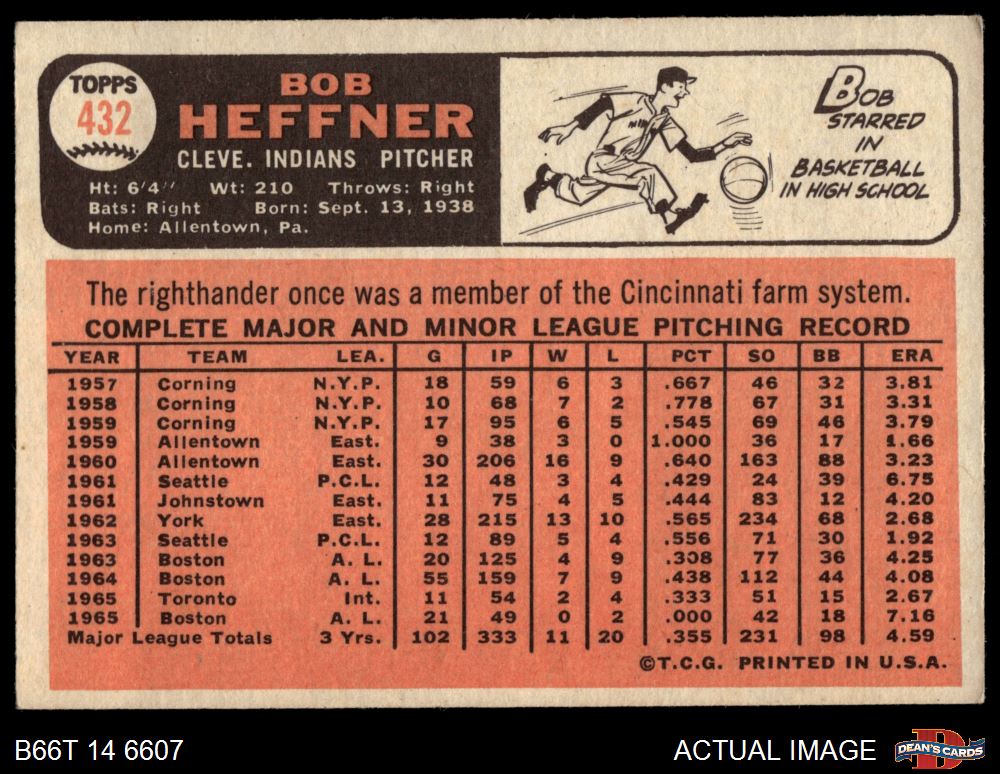 TOPPS
432
BOB
HEFFNER
CLEVE. INDIANS PITCHER
Ht: 6'4" Wt: 210 Throws: Right
Bats: Right Born: Sept. 13, 1938
Home: Allentown, Pa.
BOB
STARRED
IN
BASKETBALL
IN HIGH SCHOOL
The righthander once was a member of the Cincinnati farm system.
COMPLETE MAJOR AND MINOR LEAGUE PITCHING RECORD
YEAR TEAM LEA. G IP W L PCT SO BB ERA
1957 Corning N.Y.P. 18 59 6 3 .667 46 32 3.81
1958 Corning N.Y.P. 10 68 7 2 .778 67 31 3.31
1959 Corning N.Y.P. 17 95 6 5 .545 69 46 3.79
1959 Allentown East. 9 38 3 0 1.000 36 17 1.66
1960 Allentown East. 30 206 16 9 .640 163 88 3.23
1961 Seattle P.C.L. 12 48 3 4 .429 24 39 6.75
1961 Johnstown East. 11 75 4 5 .444 83 12 4.20
1962 York East. 28 215 13 10 .565 234 68 2.68
1963 Seattle P.C.L. 12 89 5 4 .556 71 30 1.92
1963 Boston A. L. 20 125 4 9 .308 77 36 4.25
1964 Boston A. L. 55 159 7 9 .438 112 44 4.08
1965 Toronto Int. 11 54 2 4 .333 51 15 2.67
1965 Boston A. L. 21 49 0 2 .000 42 18 7.16
Major League Totals 3 Yrs. 102 333 11 20 .355 231 98 4.59
©T.C.G. PRINTED IN U.S.A.
B66T 14 6607
ACTUAL IMAGE
DEAN'S CARDS